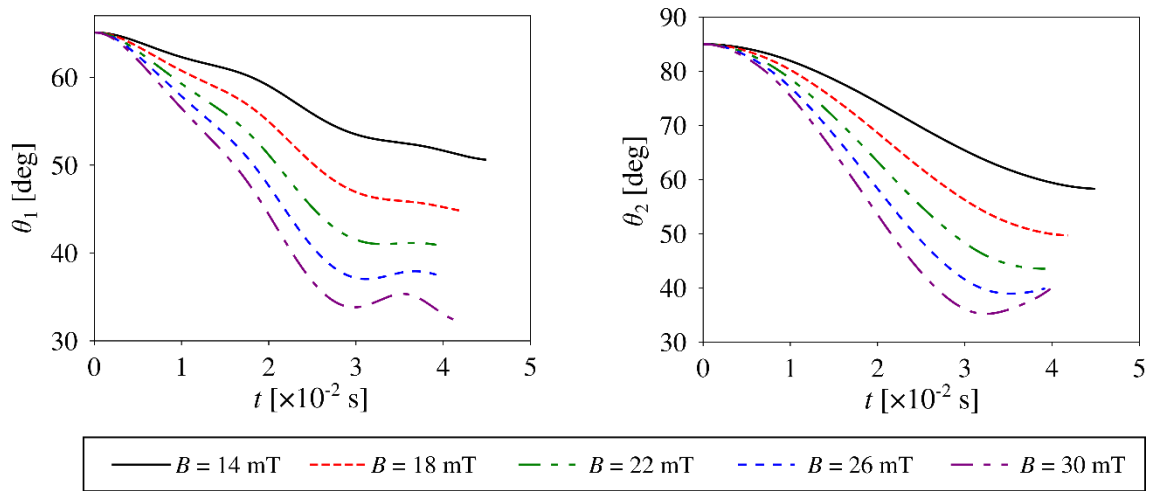 60
50
40
30
θ₁ [deg]
0 1 2 3 4 5
t [×10⁻² s]
90
80
70
60
50
40
30
θ₂ [deg]
0 1 2 3 4 5
t [×10⁻² s]
B = 14 mT B = 18 mT B = 22 mT B = 26 mT B = 30 mT